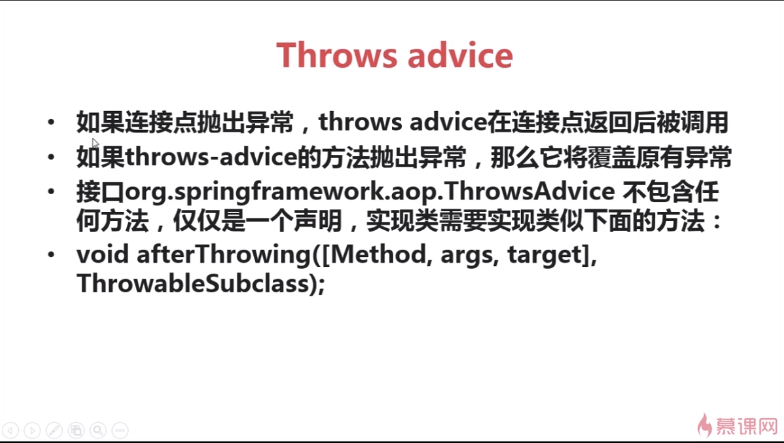 Throws advice
• 如果连接点抛出异常，throws advice在连接点返回后被调用
• 如果throws-advice的方法抛出异常，那么它将覆盖原有异常
• 接口org.springframework.aop.ThrowsAdvice 不包含任
何方法，仅仅是一个声明，实现类需要实现类似下面的方法：
• void afterThrowing([Method, args, target],
ThrowableSubclass);
慕课网